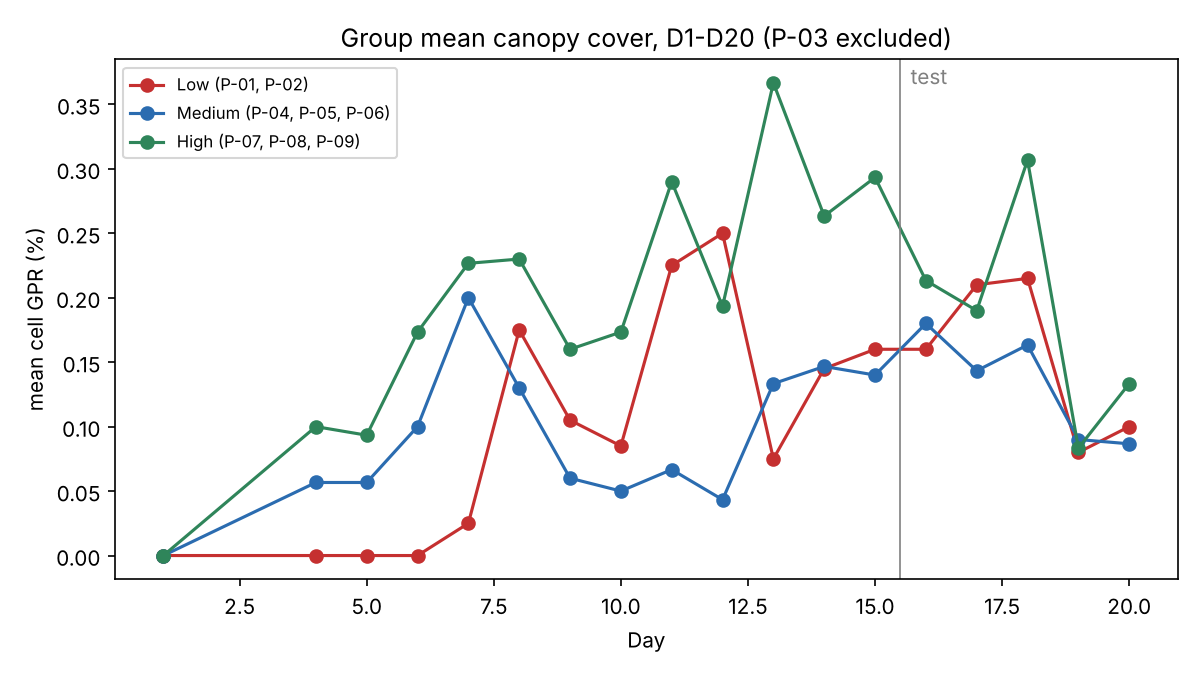 Group mean canopy cover, D1-D20 (P-03 excluded)
Low (P-01, P-02)
Medium (P-04, P-05, P-06)
High (P-07, P-08, P-09)
test
mean cell GPR (%)
0.35
0.30
0.25
0.20
0.15
0.10
0.05
0.00
2.5 5.0 7.5 10.0 12.5 15.0 17.5 20.0
Day